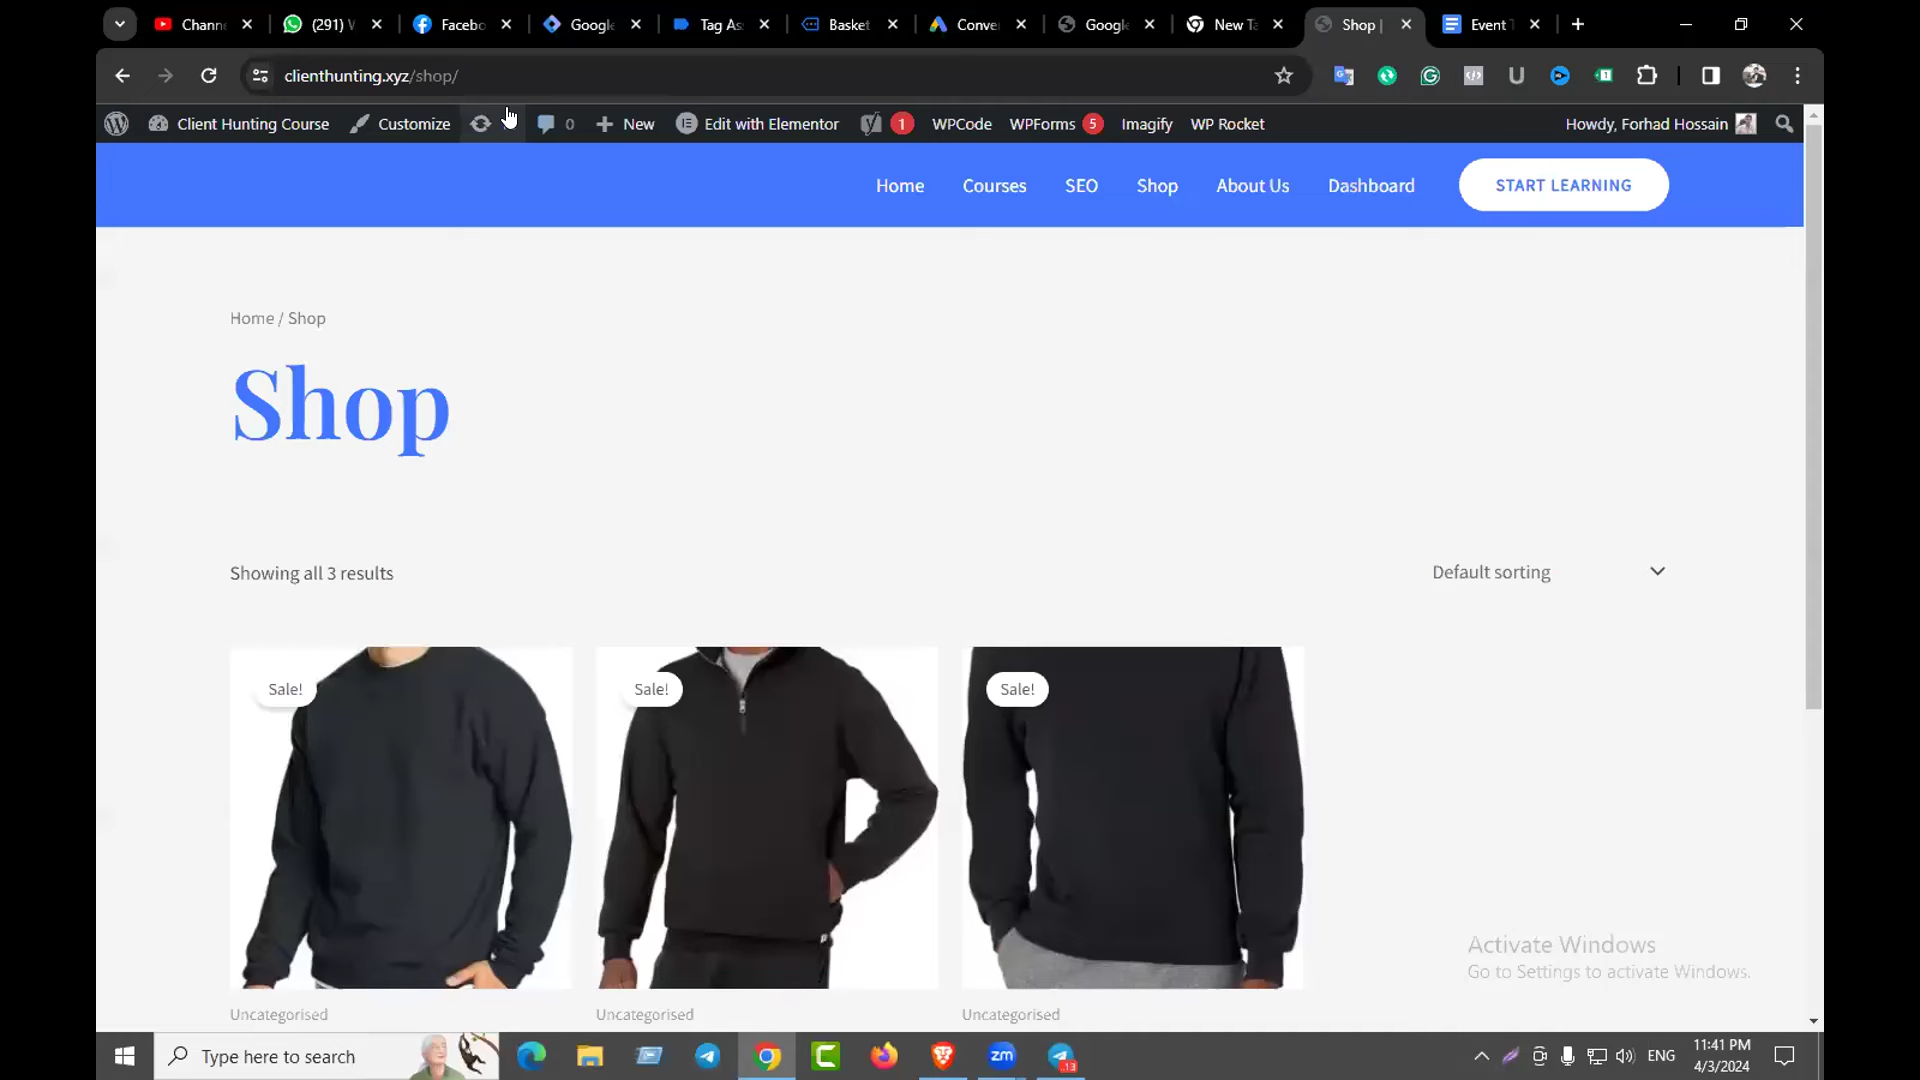 Chann
(291) V
Facebo
Google
Tag As
Basket
Conve
Google
New Ta
Shop |
Event T
clienthunting.xyz/shop/
Client Hunting Course
Customize
0
New
Edit with Elementor
1
WPCode
WPForms 5
Imagify
WP Rocket
Howdy, Forhad Hossain
Home
Courses
SEO
Shop
About Us
Dashboard
START LEARNING
Home / Shop
Shop
Showing all 3 results
Default sorting
Sale!
Sale!
Sale!
Activate Windows
Go to Settings to activate Windows.
Uncategorised
Uncategorised
Uncategorised
Type here to search
zm
13
ENG
11:41 PM
4/3/2024